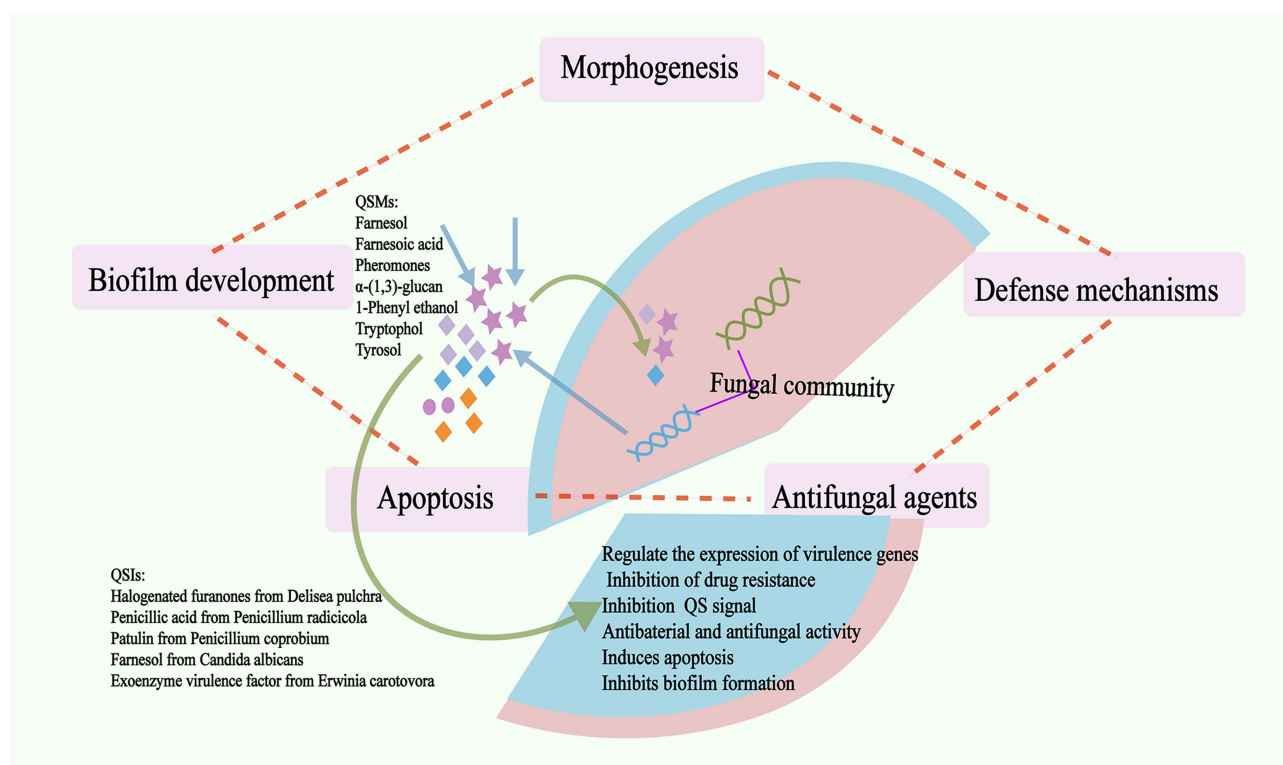 Morphogenesis
QSMs:
Farnesol
Farnesoic acid
Pheromones
α-(1,3)-glucan
1-Phenyl ethanol
Tryptophol
Tyrosol
Biofilm development
Defense mechanisms
Fungal community
Apoptosis
Antifungal agents
QSIs:
Halogenated furanones from Delisea pulchra
Penicillic acid from Penicillium radicicola
Patulin from Penicillium coprobium
Farnesol from Candida albicans
Exoenzyme virulence factor from Erwinia carotovora
Regulate the expression of virulence genes
Inhibition of drug resistance
Inhibition QS signal
Antibaterial and antifungal activity
Induces apoptosis
Inhibits biofilm formation